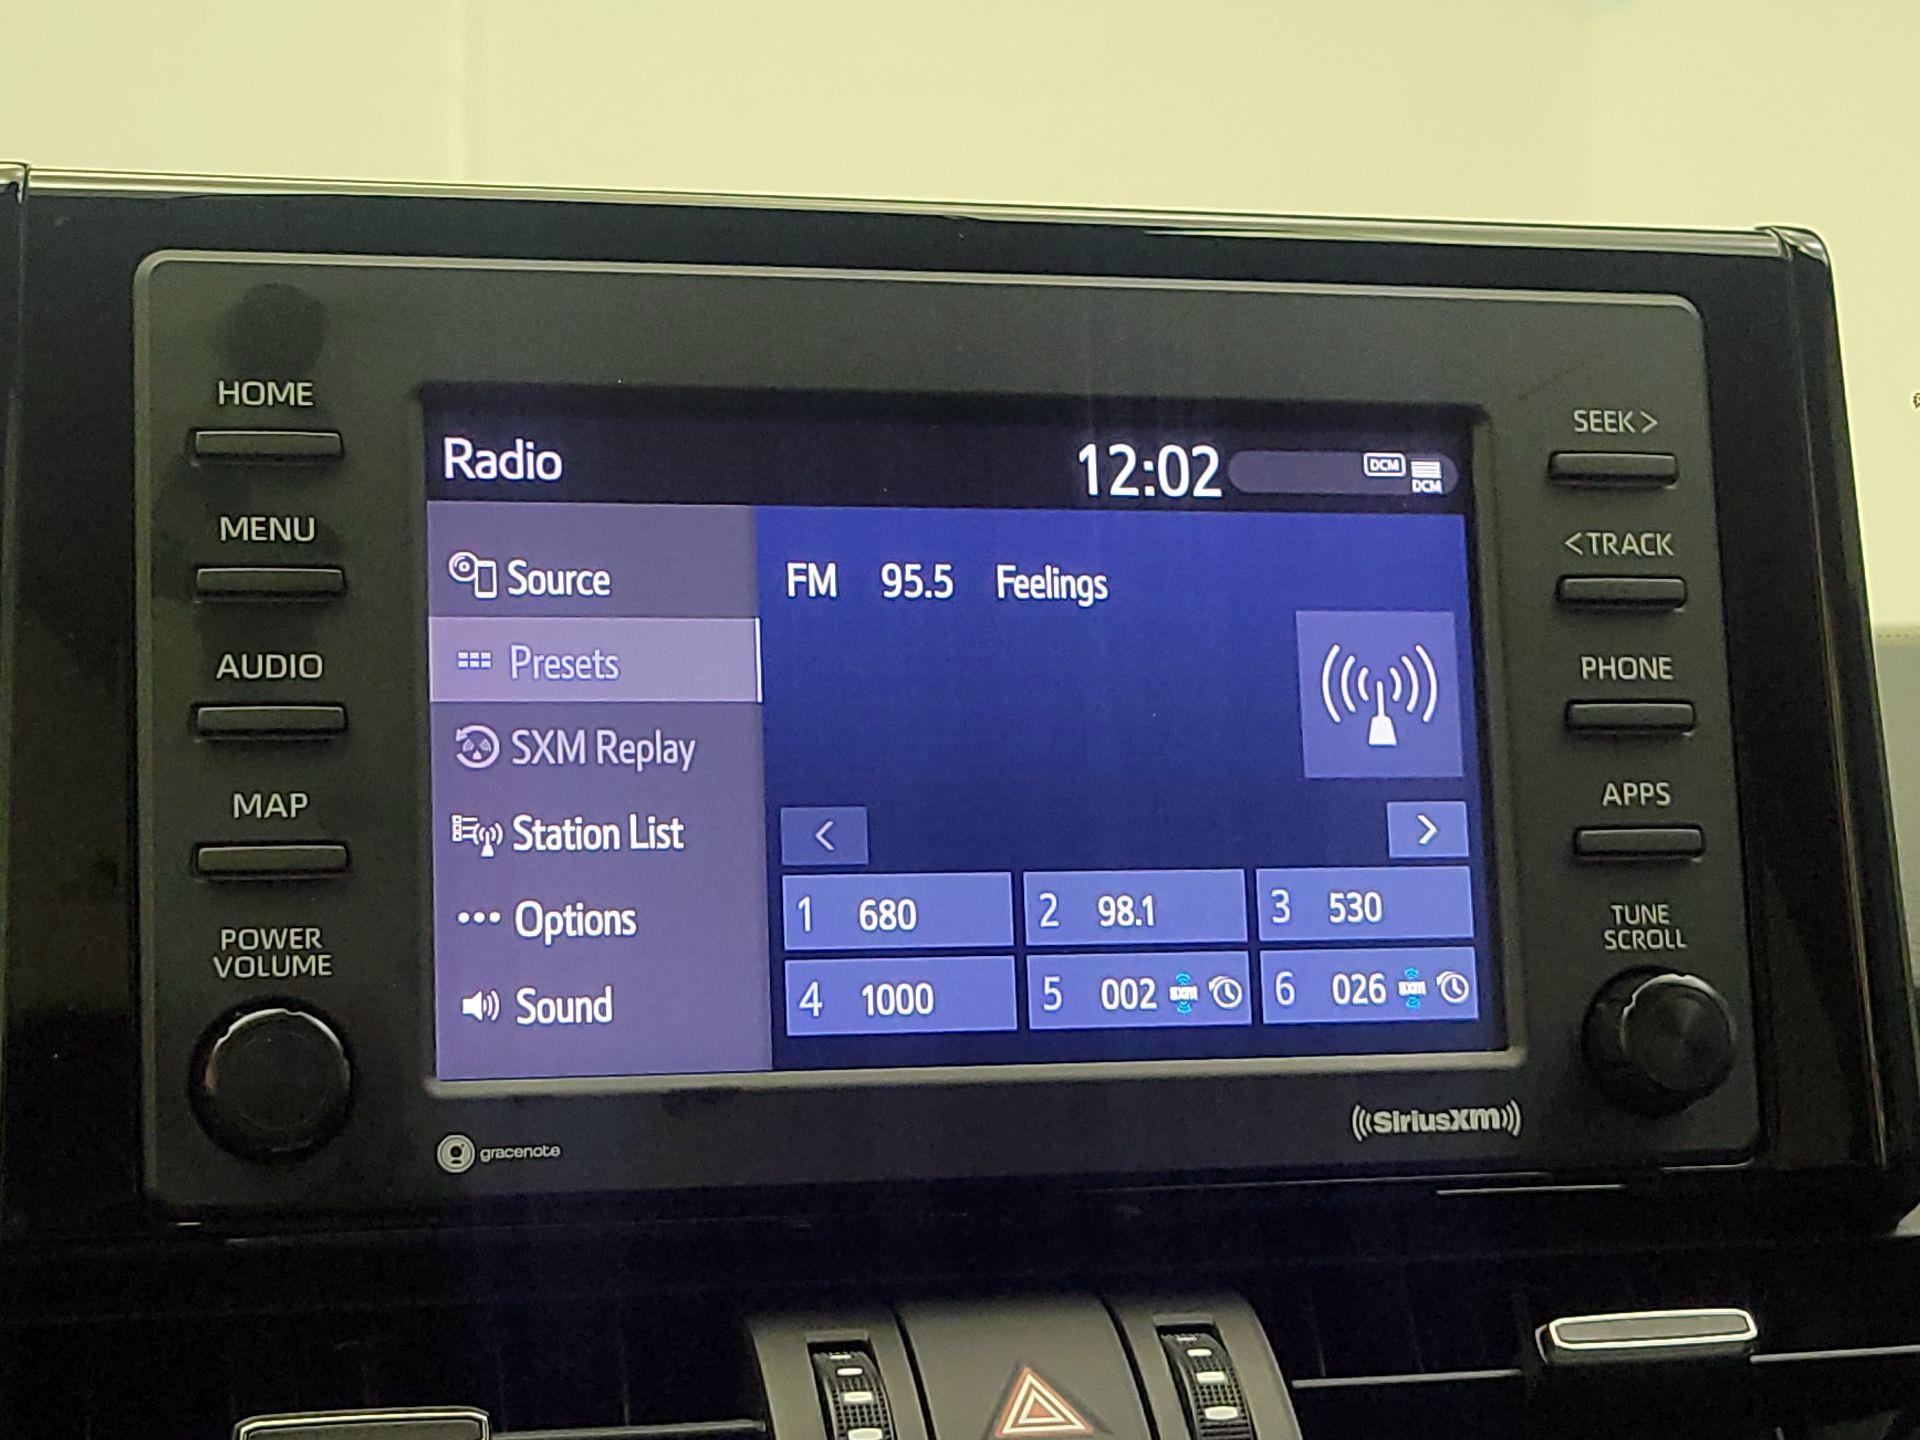 HOME
MENU
AUDIO
MAP
POWER
VOLUME
Radio
12:02
DCM
DCM
Source
Presets
SXM Replay
Station List
Options
Sound
FM 95.5 Feelings
<
>
1 680
2 98.1
3 530
4 1000
5 002 sxm
6 026 sxm
SEEK >
< TRACK
PHONE
APPS
TUNE
SCROLL
gracenote
((SiriusXM))